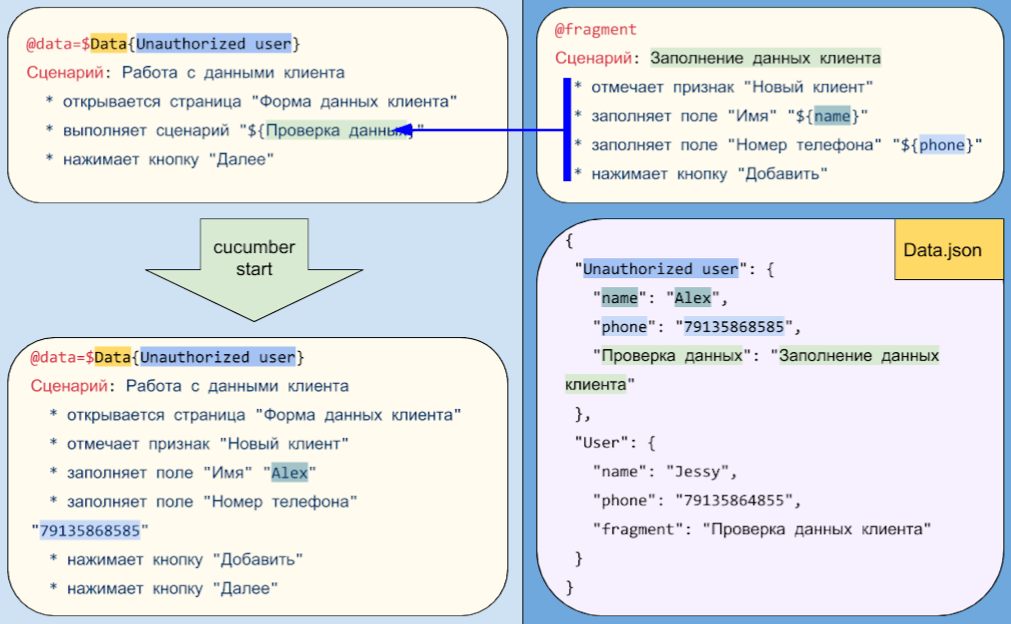 @data=$Data{Unauthorized user}
Сценарий: Работа с данными клиента
* открывается страница "Форма данных клиента"
* выполняет сценарий "${Проверка данных}"
* нажимает кнопку "Далее"
@fragment
Сценарий: Заполнение данных клиента
* отмечает признак "Новый клиент"
* заполняет поле "Имя" "${name}"
* заполняет поле "Номер телефона" "${phone}"
* нажимает кнопку "Добавить"
cucumber
start
@data=$Data{Unauthorized user}
Сценарий: Работа с данными клиента
* открывается страница "Форма данных клиента"
* отмечает признак "Новый клиент"
* заполняет поле "Имя" "Alex"
* заполняет поле "Номер телефона"
"79135868585"
* нажимает кнопку "Добавить"
* нажимает кнопку "Далее"
Data.json
{
"Unauthorized user": {
"name": "Alex",
"phone": "79135868585",
"Проверка данных": "Заполнение данных
клиента"
},
"User": {
"name": "Jessy",
"phone": "79135864855",
"fragment": "Проверка данных клиента"
}
}